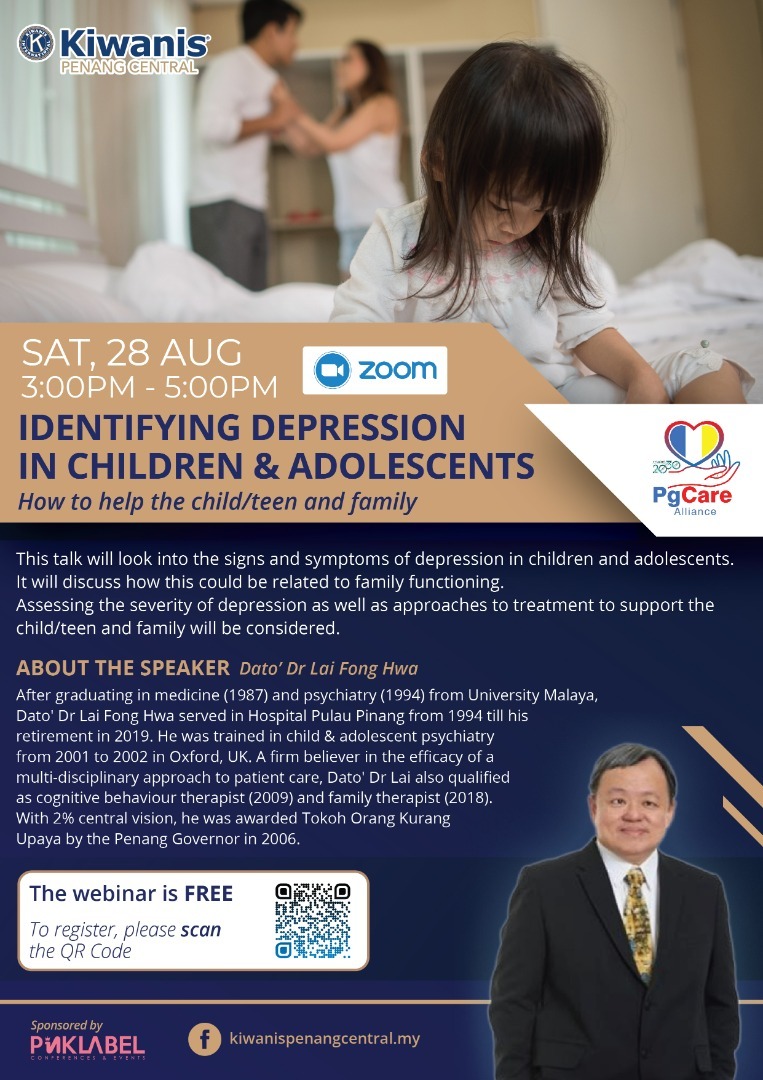 Kiwanis
PENANG CENTRAL
SAT, 28 AUG
3:00PM - 5:00PM
zoom
IDENTIFYING DEPRESSION
IN CHILDREN & ADOLESCENTS
How to help the child/teen and family
2030
PgCare
Alliance
This talk will look into the signs and symptoms of depression in children and adolescents.
It will discuss how this could be related to family functioning.
Assessing the severity of depression as well as approaches to treatment to support the
child/teen and family will be considered.
ABOUT THE SPEAKER Dato' Dr Lai Fong Hwa
After graduating in medicine (1987) and psychiatry (1994) from University Malaya,
Dato' Dr Lai Fong Hwa served in Hospital Pulau Pinang from 1994 till his
retirement in 2019. He was trained in child & adolescent psychiatry
from 2001 to 2002 in Oxford, UK. A firm believer in the efficacy of a
multi-disciplinary approach to patient care, Dato' Dr Lai also qualified
as cognitive behaviour therapist (2009) and family therapist (2018).
With 2% central vision, he was awarded Tokoh Orang Kurang
Upaya by the Penang Governor in 2006.
The webinar is FREE
To register, please scan
the QR Code
Sponsored by
PINKLABEL
CONFERENCES & EVENTS
kiwanispenangcentral.my